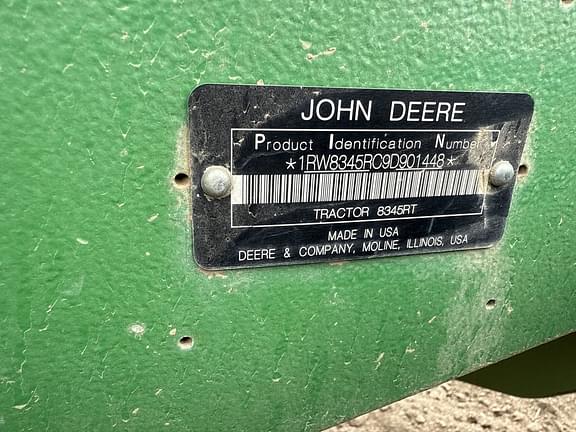 JOHN DEERE
Product Identification Number
*1RW8345RC9D901448*
TRACTOR 8345RT
MADE IN USA
DEERE & COMPANY, MOLINE, ILLINOIS, USA